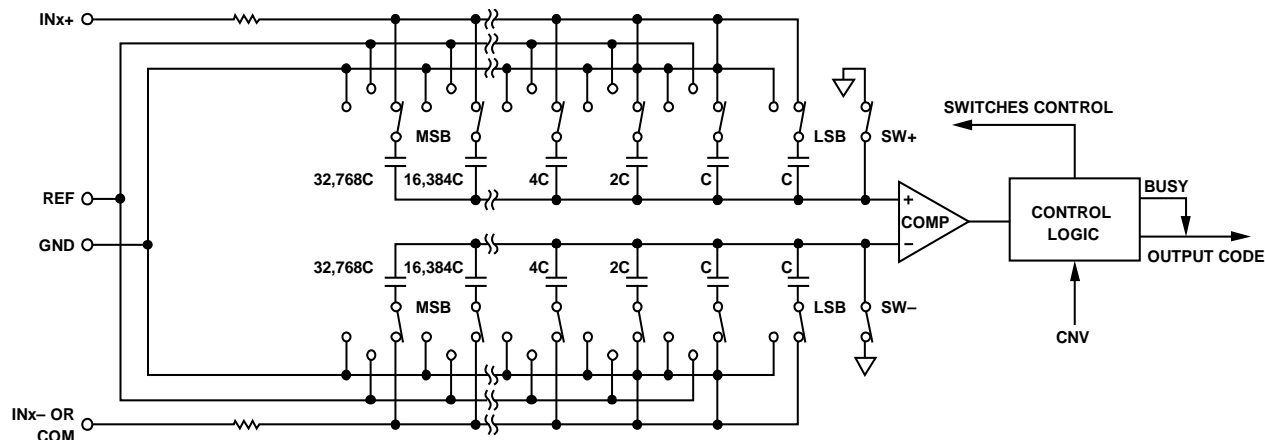 INx+
SWITCHES CONTROL
MSB
LSB
SW+
32,768C
16,384C
4C
2C
C
C
BUSY
REF
+
COMP
−
CONTROL
LOGIC
GND
OUTPUT CODE
32,768C
16,384C
4C
2C
C
C
MSB
LSB
SW−
CNV
INx− OR
COM